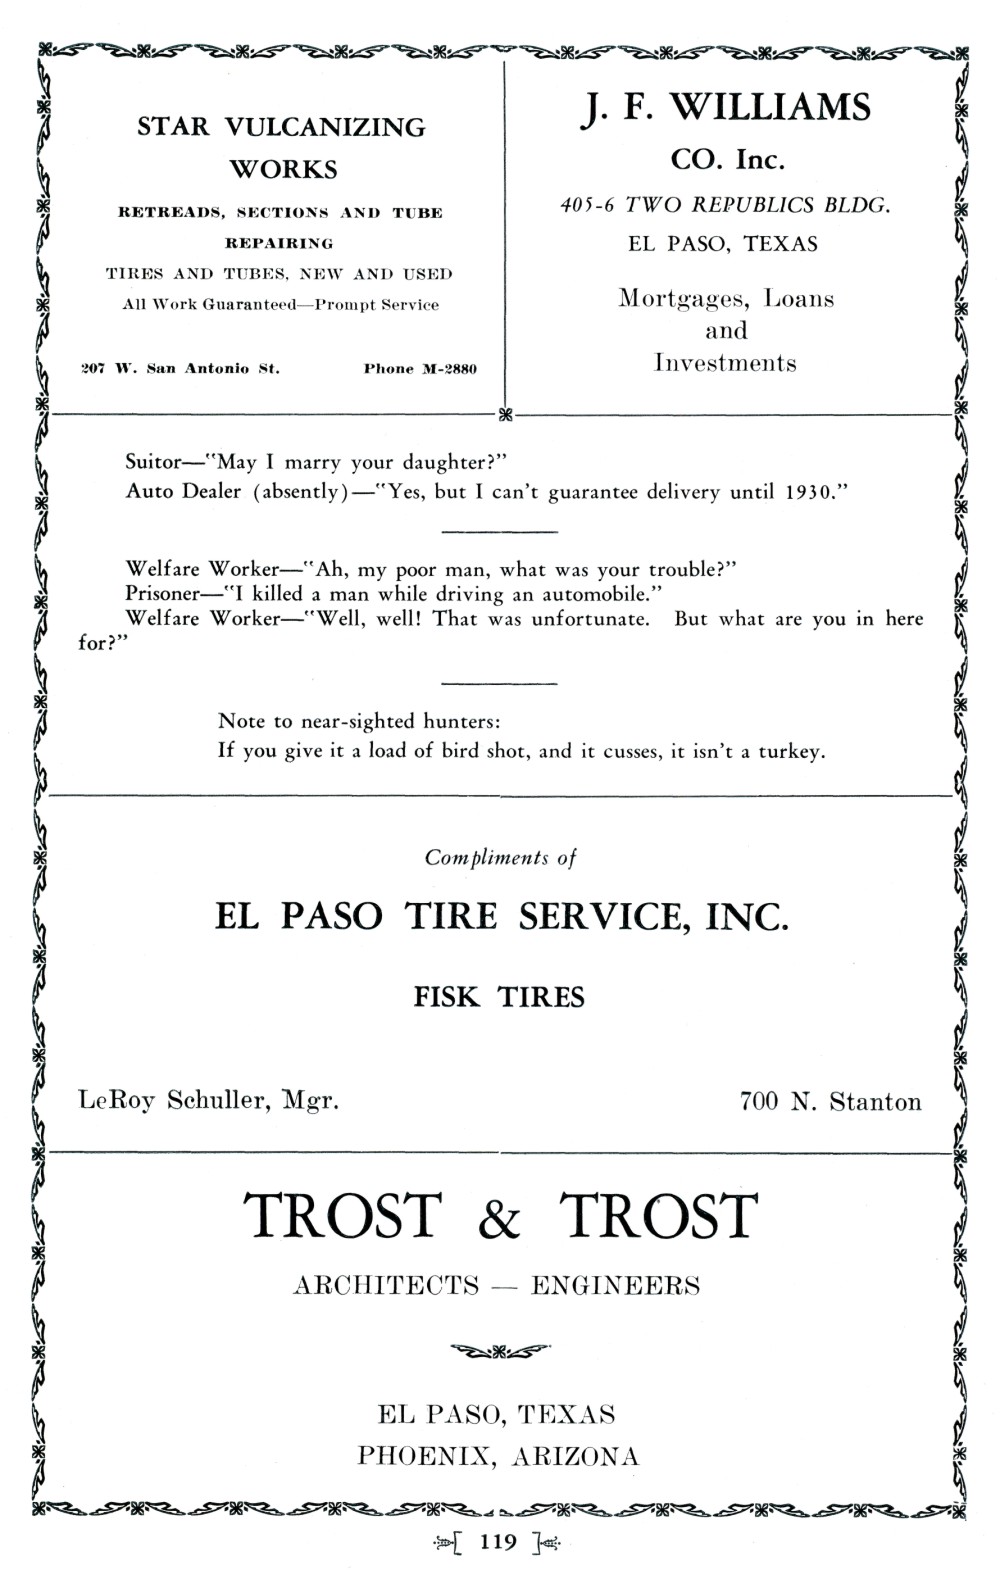 STAR VULCANIZING
WORKS
RETREADS, SECTIONS AND TUBE
REPAIRING
TIRES AND TUBES, NEW AND USED
All Work Guaranteed—Prompt Service
207 W. San Antonio St. Phone M-2880
J. F. WILLIAMS
CO. Inc.
405-6 TWO REPUBLICS BLDG.
EL PASO, TEXAS
Mortgages, Loans
and
Investments
Suitor—"May I marry your daughter?"
Auto Dealer (absently)—"Yes, but I can't guarantee delivery until 1930."
Welfare Worker—"Ah, my poor man, what was your trouble?"
Prisoner—"I killed a man while driving an automobile."
Welfare Worker—"Well, well! That was unfortunate. But what are you in here
for?"
Note to near-sighted hunters:
If you give it a load of bird shot, and it cusses, it isn't a turkey.
Compliments of
EL PASO TIRE SERVICE, INC.
FISK TIRES
LeRoy Schuller, Mgr. 700 N. Stanton
TROST & TROST
ARCHITECTS — ENGINEERS
EL PASO, TEXAS
PHOENIX, ARIZONA
[ 119 ]